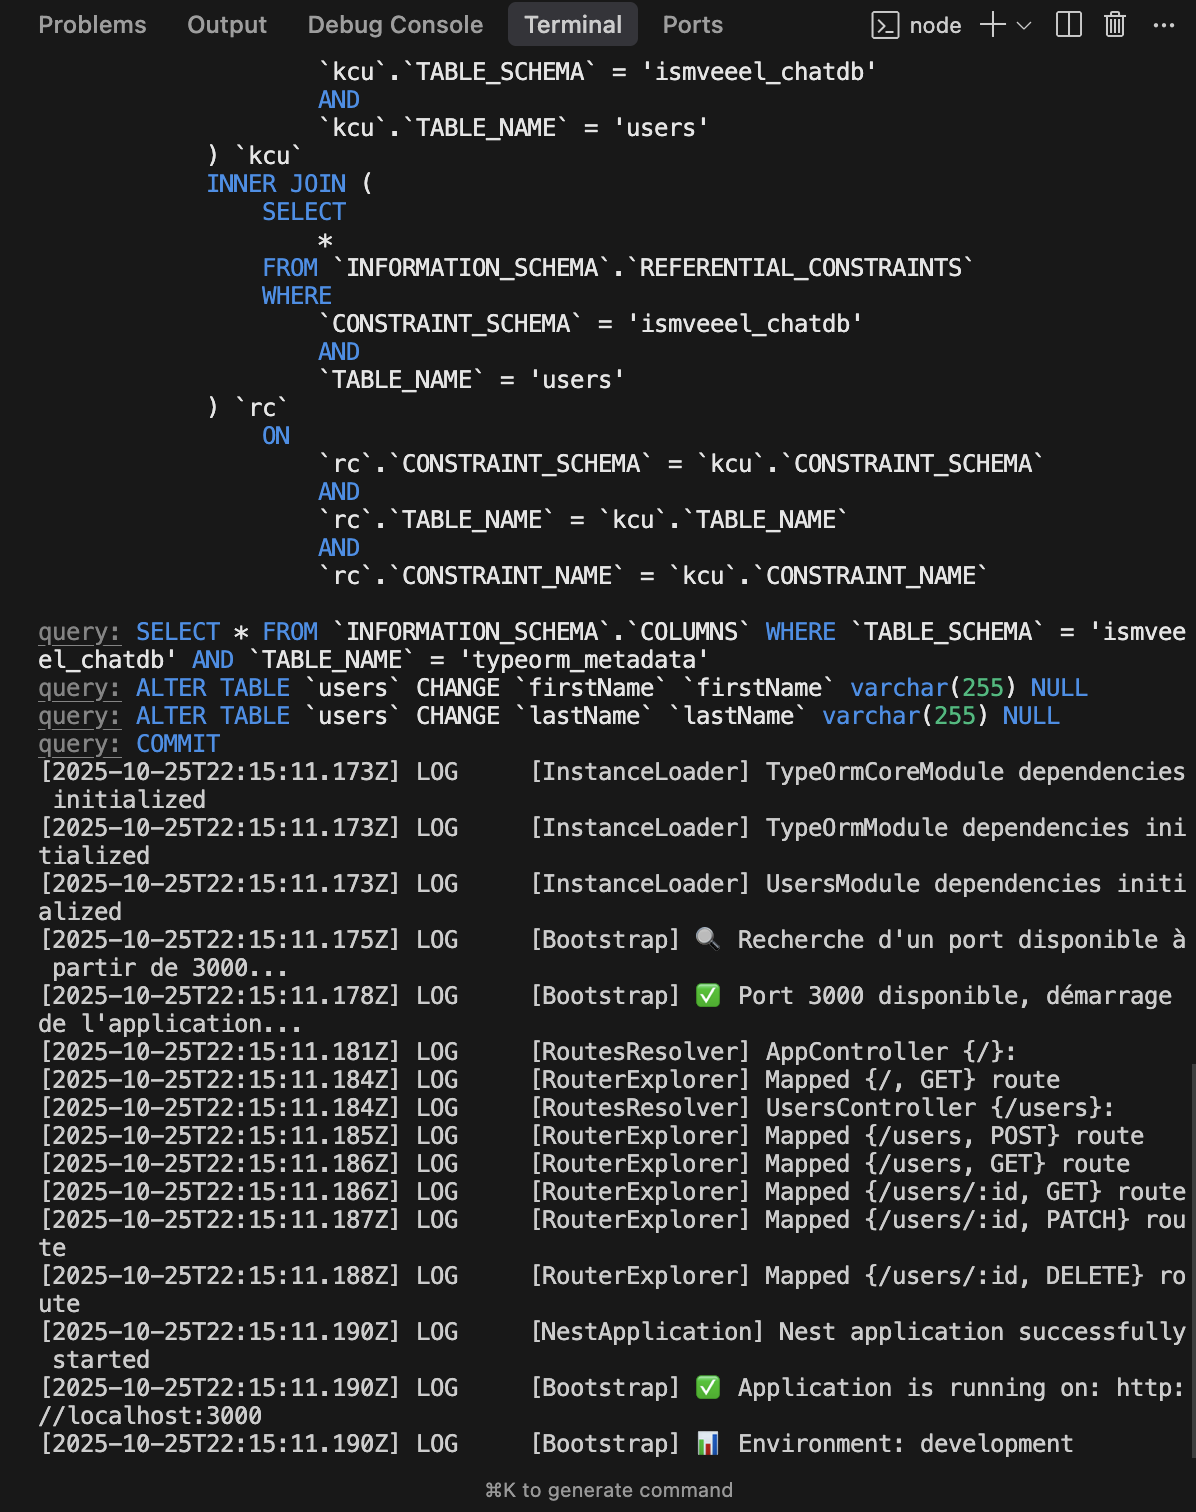 Problems Output Debug Console Terminal Ports node
`kcu`.`TABLE_SCHEMA` = 'ismveeel_chatdb'
AND
`kcu`.`TABLE_NAME` = 'users'
) `kcu`
INNER JOIN (
SELECT
*
FROM `INFORMATION_SCHEMA`.`REFERENTIAL_CONSTRAINTS`
WHERE
`CONSTRAINT_SCHEMA` = 'ismveeel_chatdb'
AND
`TABLE_NAME` = 'users'
) `rc`
ON
`rc`.`CONSTRAINT_SCHEMA` = `kcu`.`CONSTRAINT_SCHEMA`
AND
`rc`.`TABLE_NAME` = `kcu`.`TABLE_NAME`
AND
`rc`.`CONSTRAINT_NAME` = `kcu`.`CONSTRAINT_NAME`
query: SELECT * FROM `INFORMATION_SCHEMA`.`COLUMNS` WHERE `TABLE_SCHEMA` = 'ismvee
el_chatdb' AND `TABLE_NAME` = 'typeorm_metadata'
query: ALTER TABLE `users` CHANGE `firstName` `firstName` varchar(255) NULL
query: ALTER TABLE `users` CHANGE `lastName` `lastName` varchar(255) NULL
query: COMMIT
[2025-10-25T22:15:11.173Z] LOG [InstanceLoader] TypeOrmCoreModule dependencies
initialized
[2025-10-25T22:15:11.173Z] LOG [InstanceLoader] TypeOrmModule dependencies ini
tialized
[2025-10-25T22:15:11.173Z] LOG [InstanceLoader] UsersModule dependencies initi
alized
[2025-10-25T22:15:11.175Z] LOG [Bootstrap] 🔍 Recherche d'un port disponible à
partir de 3000...
[2025-10-25T22:15:11.178Z] LOG [Bootstrap] ✅ Port 3000 disponible, démarrage
de l'application...
[2025-10-25T22:15:11.181Z] LOG [RoutesResolver] AppController {/}:
[2025-10-25T22:15:11.184Z] LOG [RouterExplorer] Mapped {/, GET} route
[2025-10-25T22:15:11.184Z] LOG [RoutesResolver] UsersController {/users}:
[2025-10-25T22:15:11.185Z] LOG [RouterExplorer] Mapped {/users, POST} route
[2025-10-25T22:15:11.186Z] LOG [RouterExplorer] Mapped {/users, GET} route
[2025-10-25T22:15:11.186Z] LOG [RouterExplorer] Mapped {/users/:id, GET} route
[2025-10-25T22:15:11.187Z] LOG [RouterExplorer] Mapped {/users/:id, PATCH} rou
te
[2025-10-25T22:15:11.188Z] LOG [RouterExplorer] Mapped {/users/:id, DELETE} ro
ute
[2025-10-25T22:15:11.190Z] LOG [NestApplication] Nest application successfully
started
[2025-10-25T22:15:11.190Z] LOG [Bootstrap] ✅ Application is running on: http:
//localhost:3000
[2025-10-25T22:15:11.190Z] LOG [Bootstrap] 📊 Environment: development
⌘K to generate command